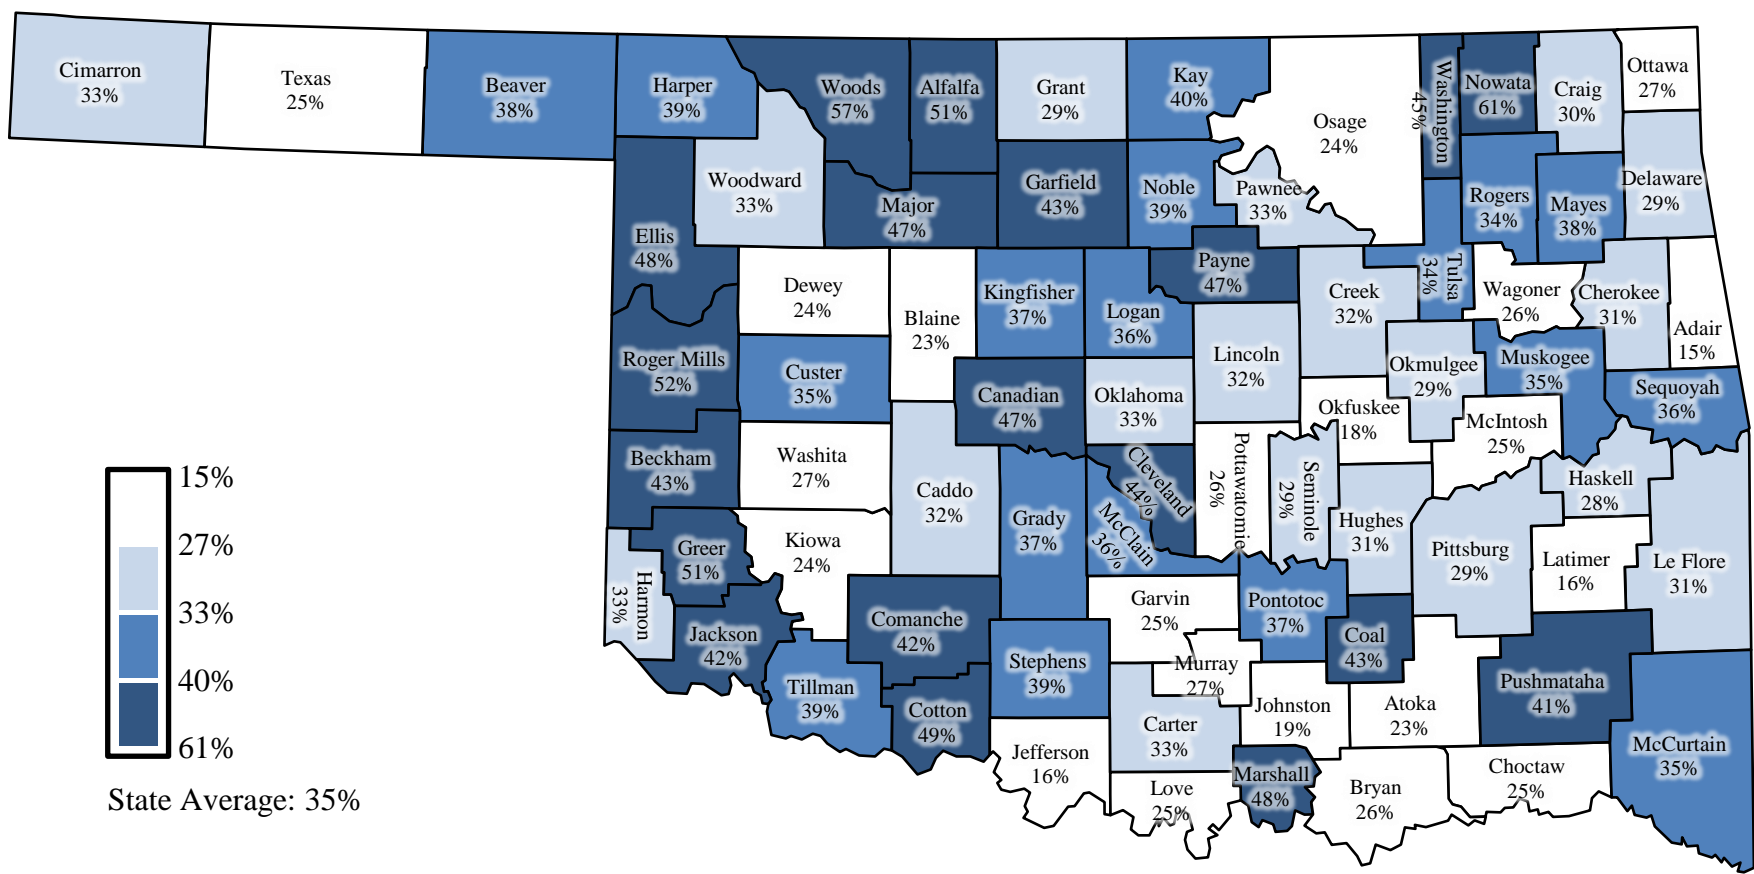 Cimarron
33%
Texas
25%
Beaver
38%
Harper
39%
Woods
57%
Alfalfa
51%
Grant
29%
Kay
40%
Osage
24%
Washington
45%
Nowata
61%
Craig
30%
Ottawa
27%
Woodward
33%
Major
47%
Garfield
43%
Noble
39%
Pawnee
33%
Rogers
34%
Mayes
38%
Delaware
29%
Ellis
48%
Dewey
24%
Blaine
23%
Kingfisher
37%
Logan
36%
Payne
47%
Creek
32%
Tulsa
34%
Wagoner
26%
Cherokee
31%
Adair
15%
Roger Mills
52%
Custer
35%
Canadian
47%
Oklahoma
33%
Lincoln
32%
Okmulgee
29%
Muskogee
35%
Sequoyah
36%
Okfuskee
18%
McIntosh
25%
Beckham
43%
Washita
27%
Caddo
32%
Grady
37%
Cleveland
44%
McClain
36%
Pottawatomie
26%
Seminole
29%
Hughes
31%
Pittsburg
29%
Haskell
28%
Latimer
16%
Le Flore
31%
Greer
51%
Kiowa
24%
Harmon
33%
Jackson
42%
Comanche
42%
Garvin
25%
Pontotoc
37%
Coal
43%
Tillman
39%
Cotton
49%
Stephens
39%
Murray
27%
Carter
33%
Johnston
19%
Atoka
23%
Pushmataha
41%
McCurtain
35%
Jefferson
16%
Love
25%
Marshall
48%
Bryan
26%
Choctaw
25%
15%
27%
33%
40%
61%
State Average: 35%